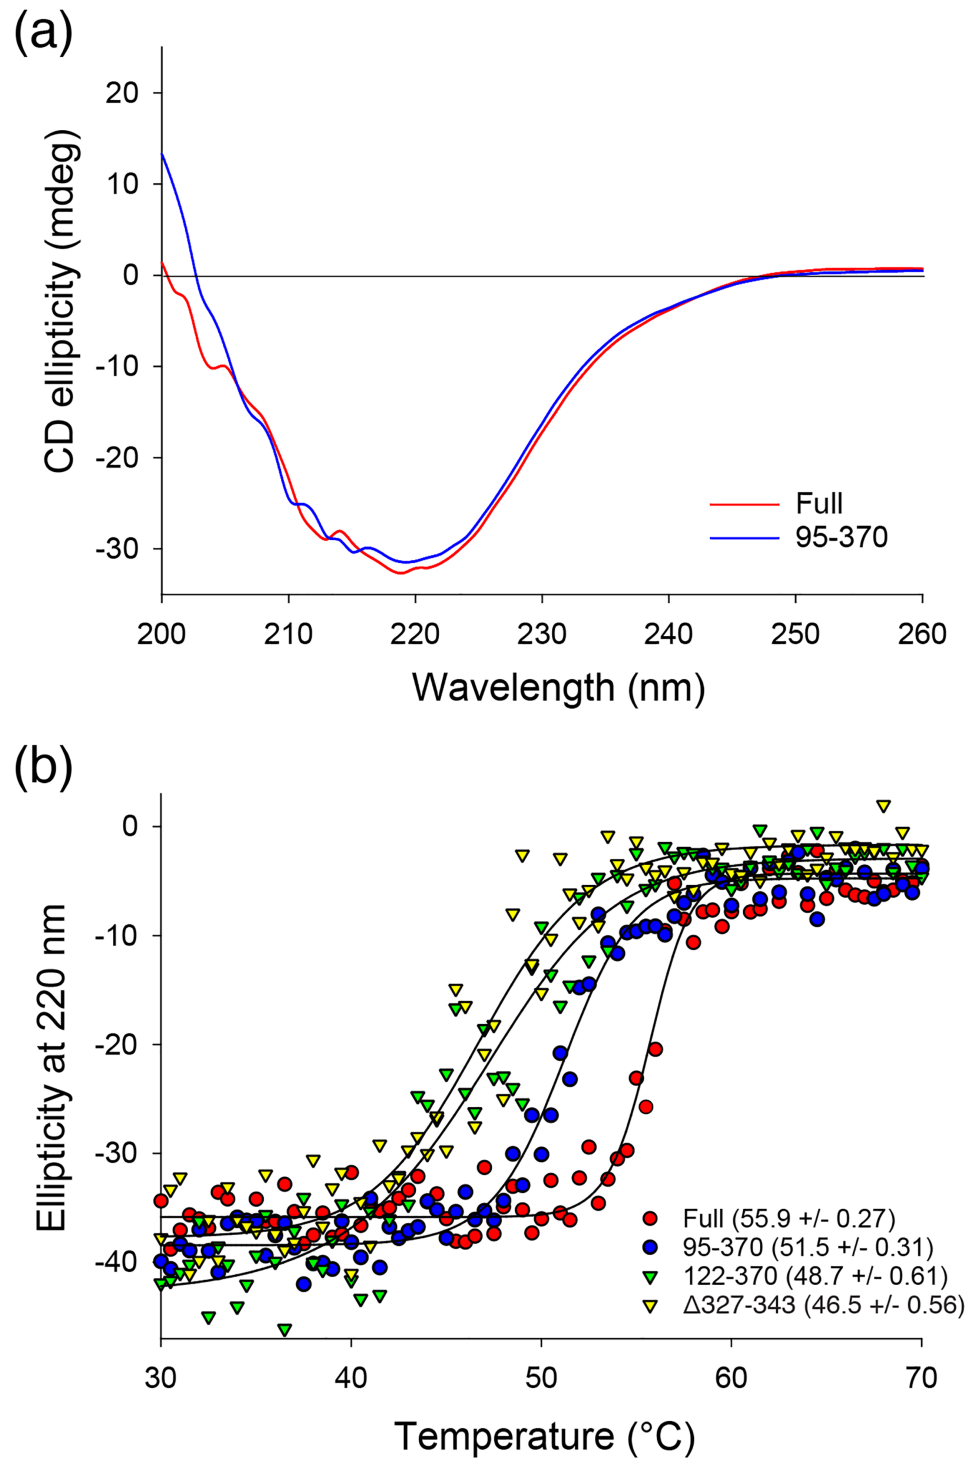 (a)
20
10
0
-10
-20
-30
CD ellipticity (mdeg)
Full
95-370
200 210 220 230 240 250 260
Wavelength (nm)
(b)
0
-10
-20
-30
-40
Ellipticity at 220 nm
Full (55.9 +/- 0.27)
95-370 (51.5 +/- 0.31)
122-370 (48.7 +/- 0.61)
Δ327-343 (46.5 +/- 0.56)
30 40 50 60 70
Temperature (°C)